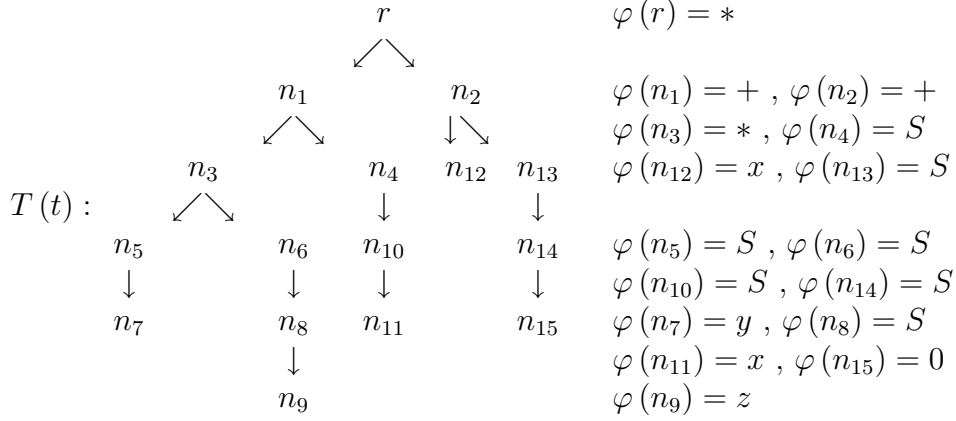 r φ(r) = ∗
↙ ↘
n₁ n₂ φ(n₁) = + , φ(n₂) = +
↙ ↘ ↓ ↘ φ(n₃) = ∗ , φ(n₄) = S
n₃ n₄ n₁₂ n₁₃ φ(n₁₂) = x , φ(n₁₃) = S
T(t) : ↙ ↘ ↓ ↓
n₅ n₆ n₁₀ n₁₄ φ(n₅) = S , φ(n₆) = S
↓ ↓ ↓ ↓ φ(n₁₀) = S , φ(n₁₄) = S
n₇ n₈ n₁₁ n₁₅ φ(n₇) = y , φ(n₈) = S
↓ φ(n₁₁) = x , φ(n₁₅) = 0
n₉ φ(n₉) = z